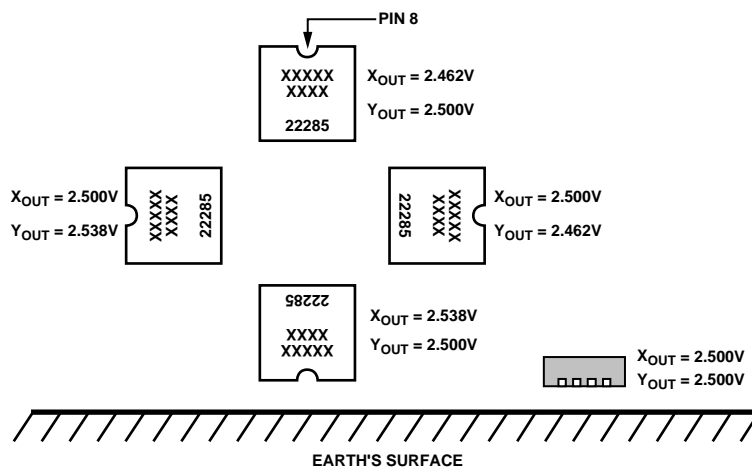 PIN 8
XXXXX
XXXX
22285
XOUT = 2.462V
YOUT = 2.500V
XOUT = 2.500V
YOUT = 2.538V
XXXXX
XXXX
22285
22285
XXXX
XXXXX
XOUT = 2.500V
YOUT = 2.462V
22285
XXXX
XXXXX
XOUT = 2.538V
YOUT = 2.500V
XOUT = 2.500V
YOUT = 2.500V
EARTH'S SURFACE